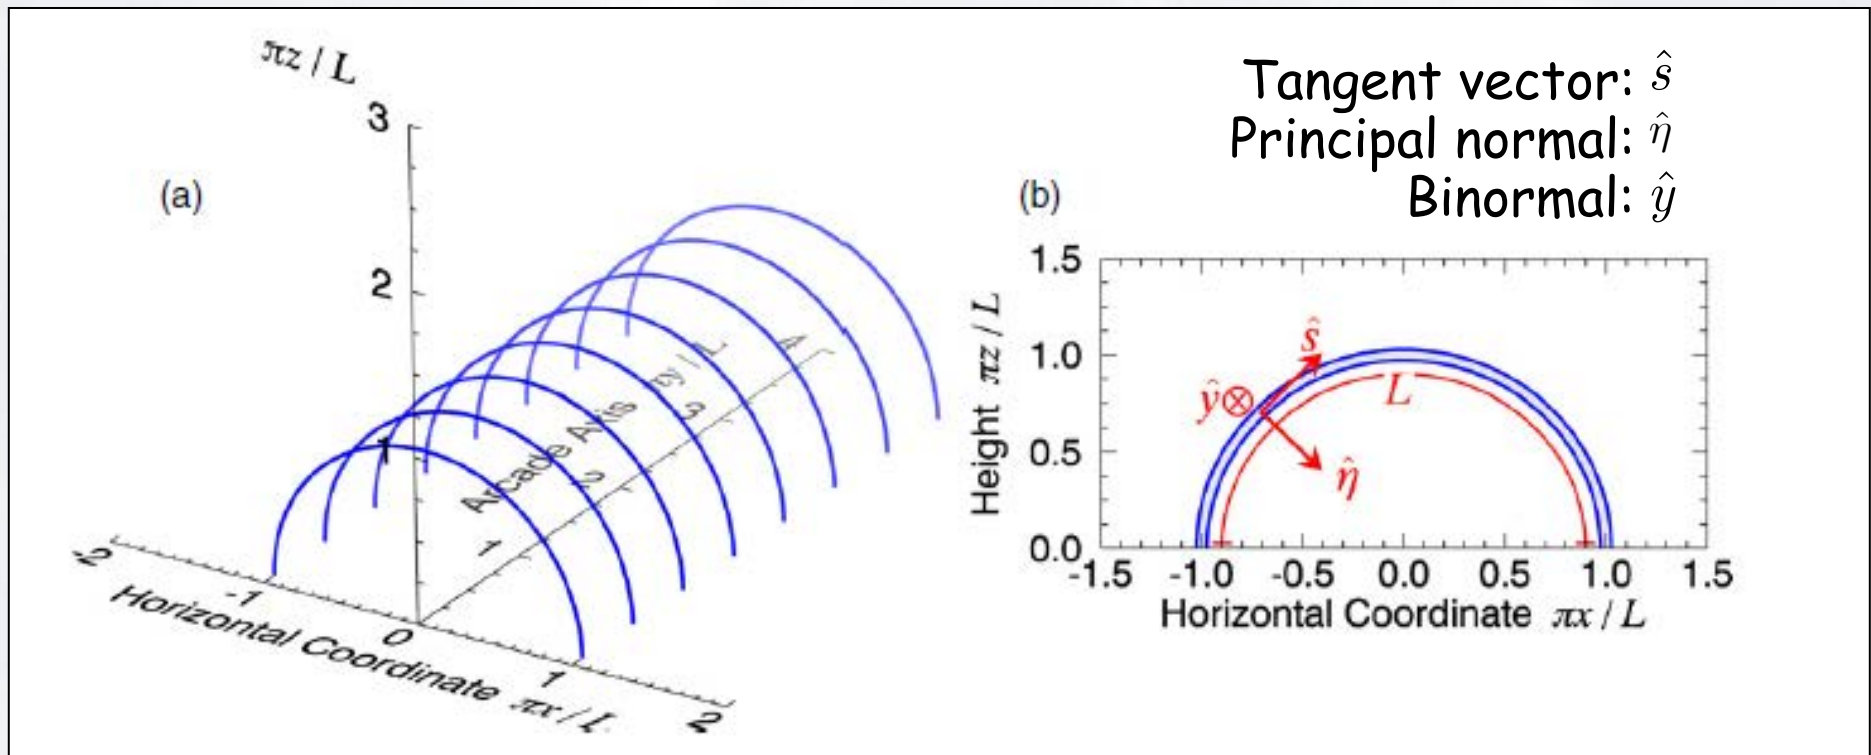 πz / L
3
2
1
(a)
Arcade Axis πy / L
1
2
3
4
-2
-1
0
1
2
Horizontal Coordinate πx / L
Tangent vector: ŝ
Principal normal: η̂
Binormal: ŷ
(b)
1.5
1.0
0.5
0.0
Height πz / L
ŝ
ŷ⊗
L
η̂
-1.5 -1.0 -0.5 0.0 0.5 1.0 1.5
Horizontal Coordinate πx / L